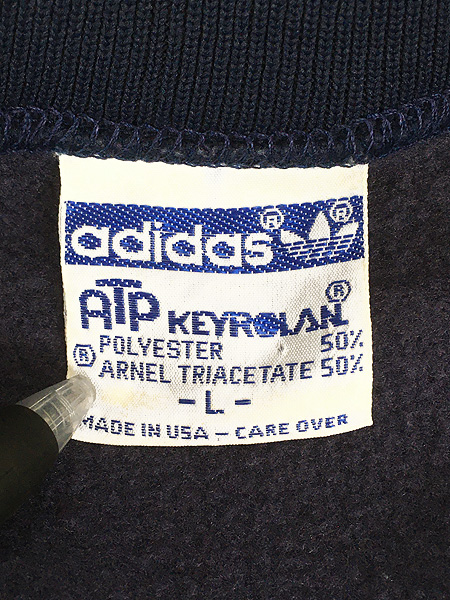 adidas® ®
ATP KEYROLAN®
POLYESTER 50%
® ARNEL TRIACETATE 50%
- L -
MADE IN USA - CARE OVER